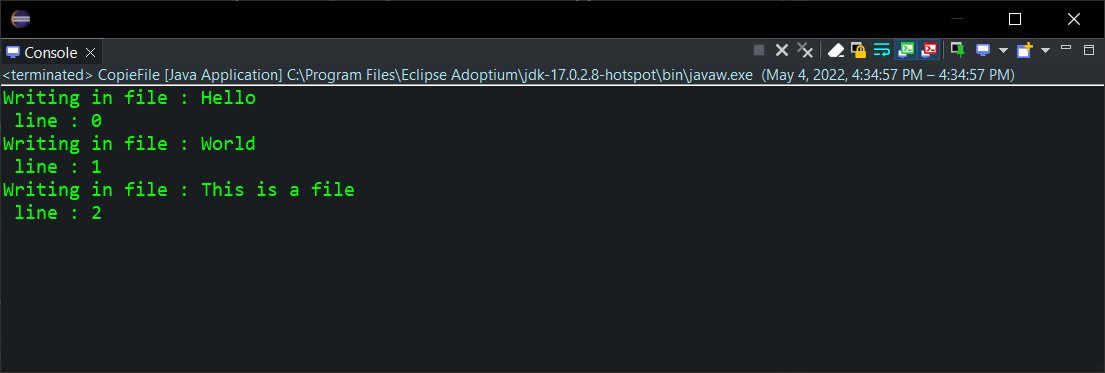 Console
<terminated> CopieFile [Java Application] C:\Program Files\Eclipse Adoptium\jdk-17.0.2.8-hotspot\bin\javaw.exe (May 4, 2022, 4:34:57 PM – 4:34:57 PM)
Writing in file : Hello
 line : 0
Writing in file : World
 line : 1
Writing in file : This is a file
 line : 2